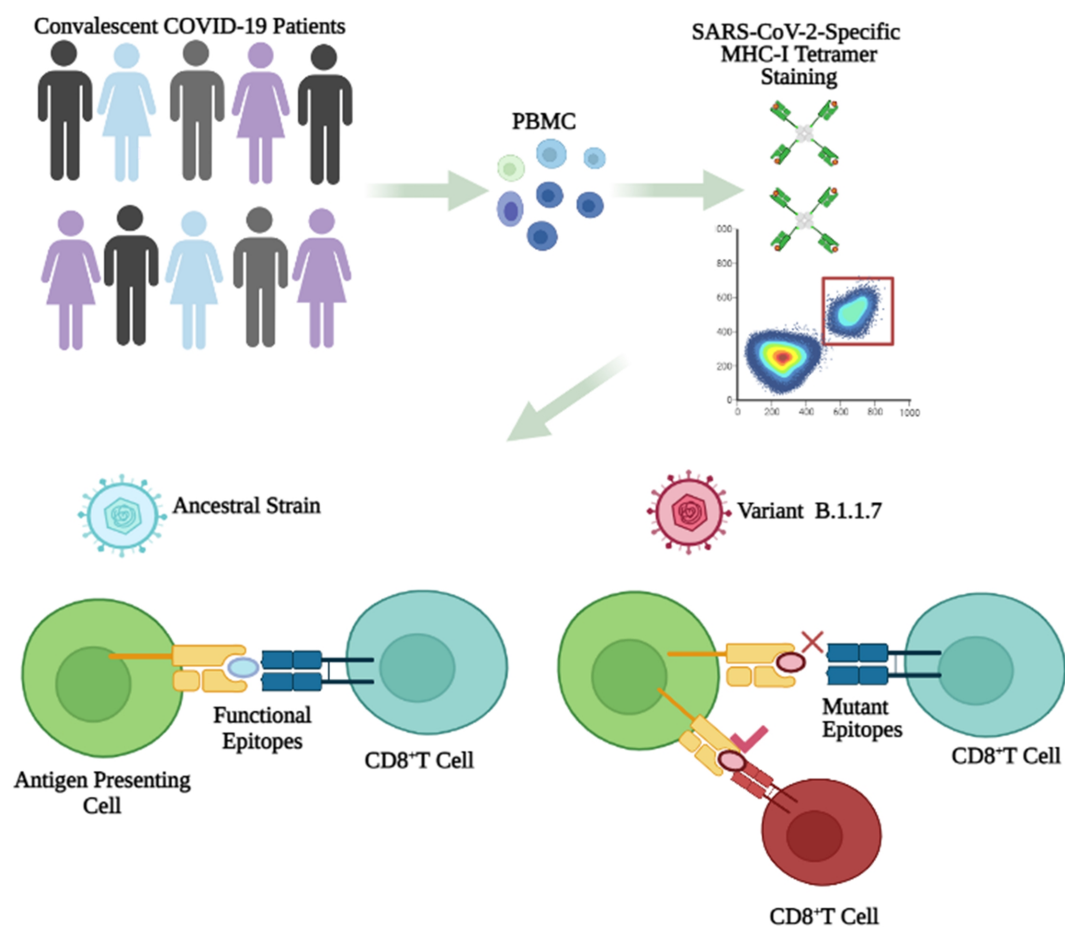 Convalescent COVID-19 Patients
SARS-CoV-2-Specific
MHC-I Tetramer
Staining
PBMC
000
800
600
400
200
0
0 200 400 600 800 1000
Ancestral Strain
Variant B.1.1.7
Functional
Epitopes
Mutant
Epitopes
CD8⁺T Cell
CD8⁺T Cell
Antigen Presenting
Cell
CD8⁺T Cell